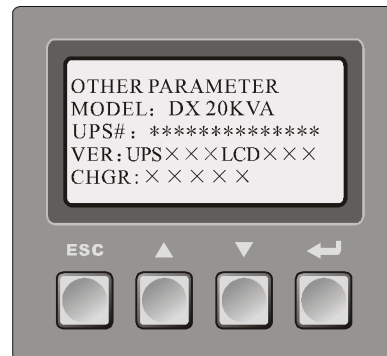 OTHER PARAMETER
MODEL: DX 20KVA
UPS#: **************
VER:UPS×××LCD×××
CHGR:×××××
ESC